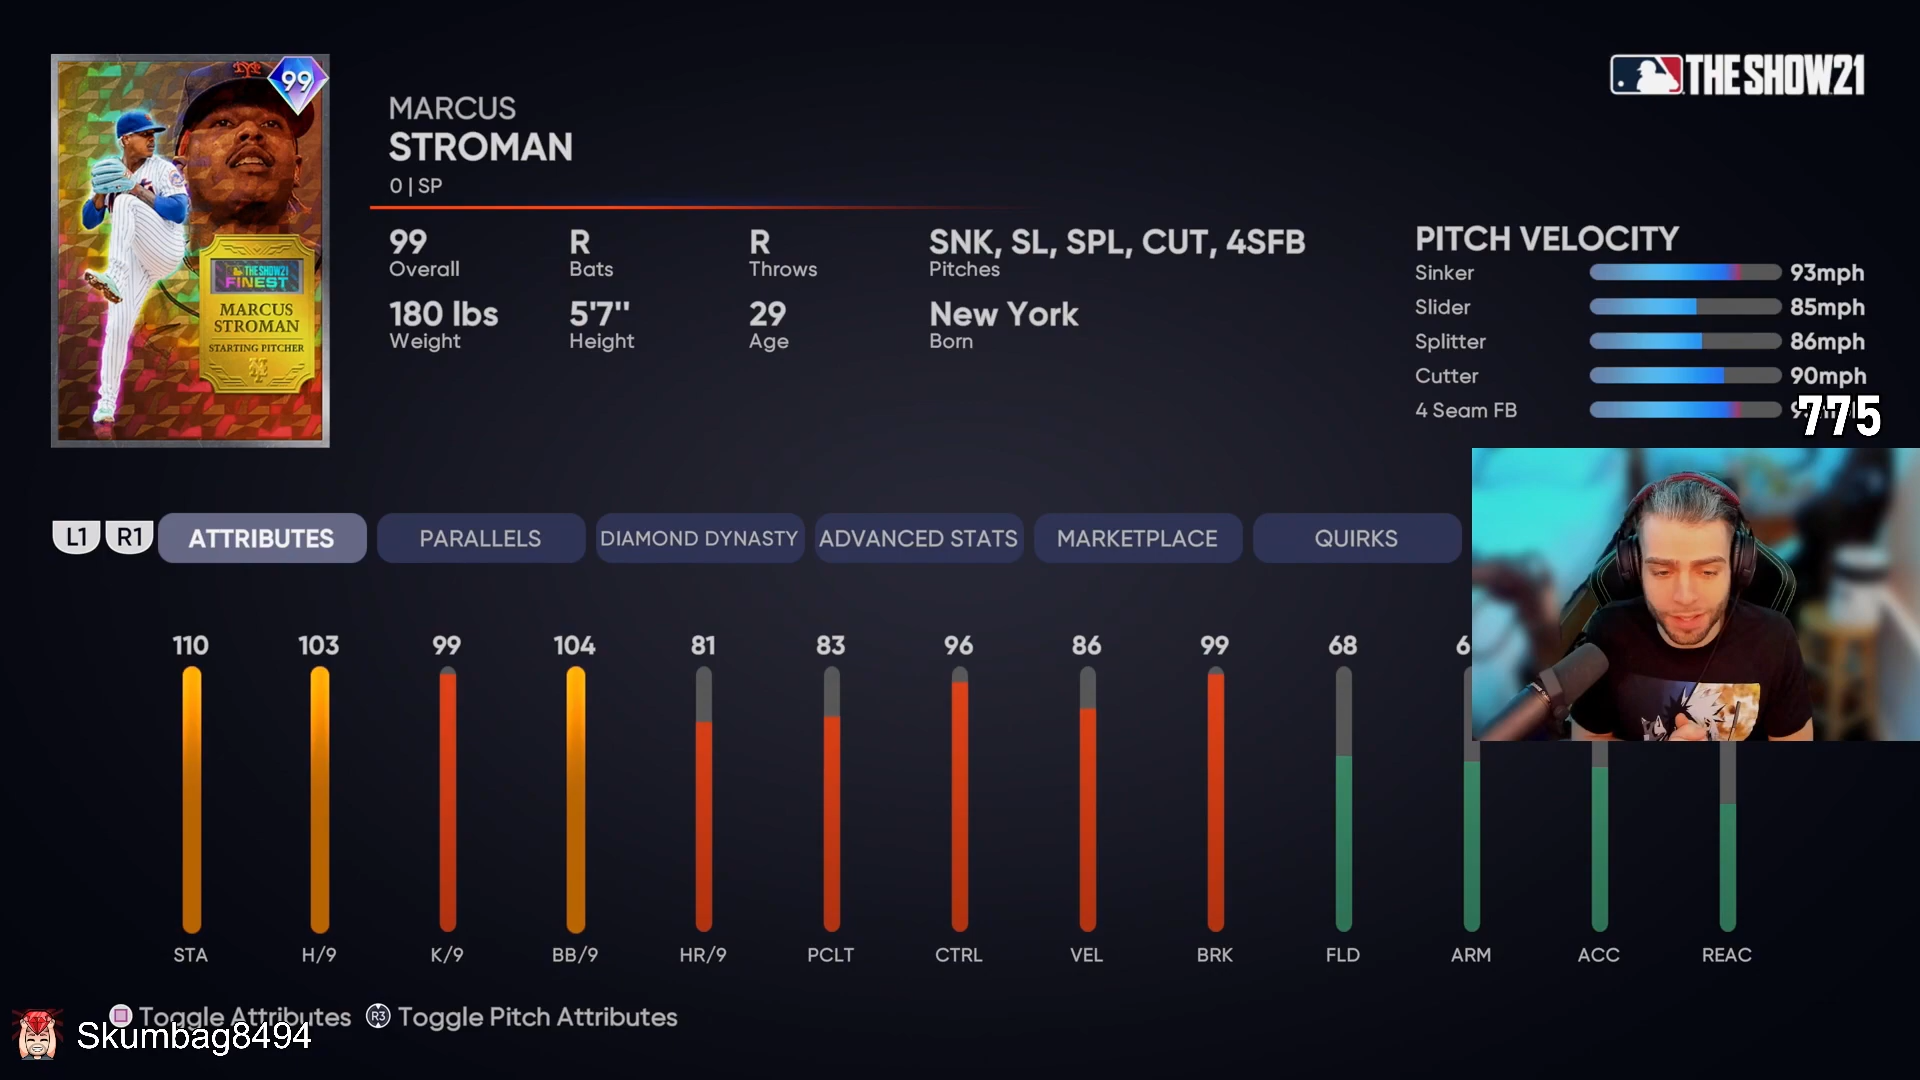 99
THE SHOW21
FINEST
MARCUS
STROMAN
STARTING PITCHER
MARCUS
STROMAN
0 | SP
99
Overall
R
Bats
R
Throws
SNK, SL, SPL, CUT, 4SFB
Pitches
180 lbs
Weight
5'7''
Height
29
Age
New York
Born
THE SHOW21
PITCH VELOCITY
Sinker 93mph
Slider 85mph
Splitter 86mph
Cutter 90mph
4 Seam FB
775
L1 R1 ATTRIBUTES PARALLELS DIAMOND DYNASTY ADVANCED STATS MARKETPLACE QUIRKS
110 103 99 104 81 83 96 86 99 68
STA H/9 K/9 BB/9 HR/9 PCLT CTRL VEL BRK FLD ARM ACC REAC
Toggle Attributes R3 Toggle Pitch Attributes
Skumbag8494